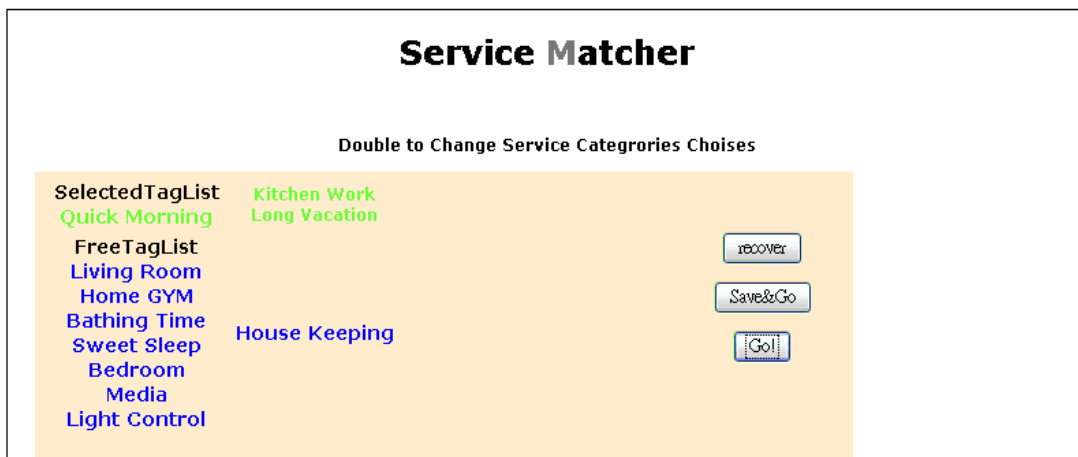 Service Matcher
Double to Change Service Categrories Choises
SelectedTagList
Quick Morning
Kitchen Work
Long Vacation
FreeTagList
Living Room
Home GYM
Bathing Time
Sweet Sleep
Bedroom
Media
Light Control
House Keeping
recover
Save&Go
Go!